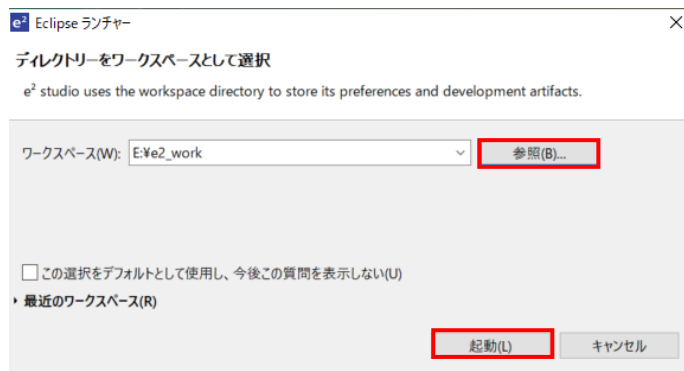 e² Eclipse ランチャー
ディレクトリーをワークスペースとして選択
e² studio uses the workspace directory to store its preferences and development artifacts.
ワークスペース(W): E:¥e2_work 参照(B)...
この選択をデフォルトとして使用し、今後この質問を表示しない(U)
最近のワークスペース(R)
起動(L) キャンセル